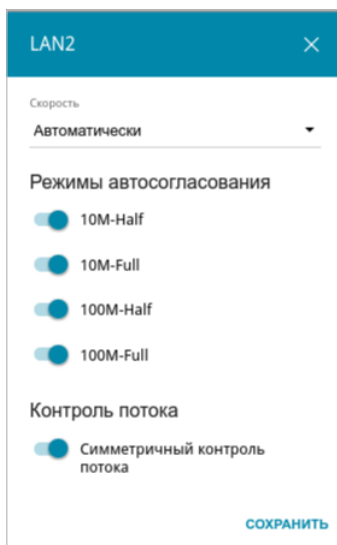 LAN2
Скорость
Автоматически
Режимы автосогласования
10M-Half
10M-Full
100M-Half
100M-Full
Контроль потока
Симметричный контроль
потока
СОХРАНИТЬ